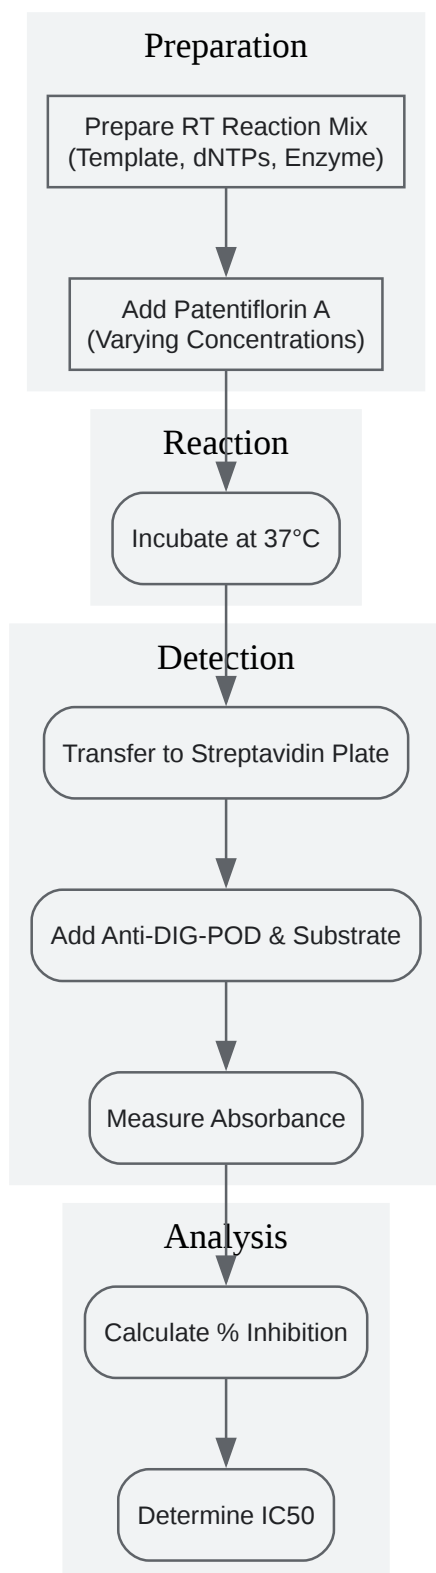 Preparation
Prepare RT Reaction Mix
(Template, dNTPs, Enzyme)
Add Patentiflorin A
(Varying Concentrations)
Reaction
Incubate at 37°C
Detection
Transfer to Streptavidin Plate
Add Anti-DIG-POD & Substrate
Measure Absorbance
Analysis
Calculate % Inhibition
Determine IC50